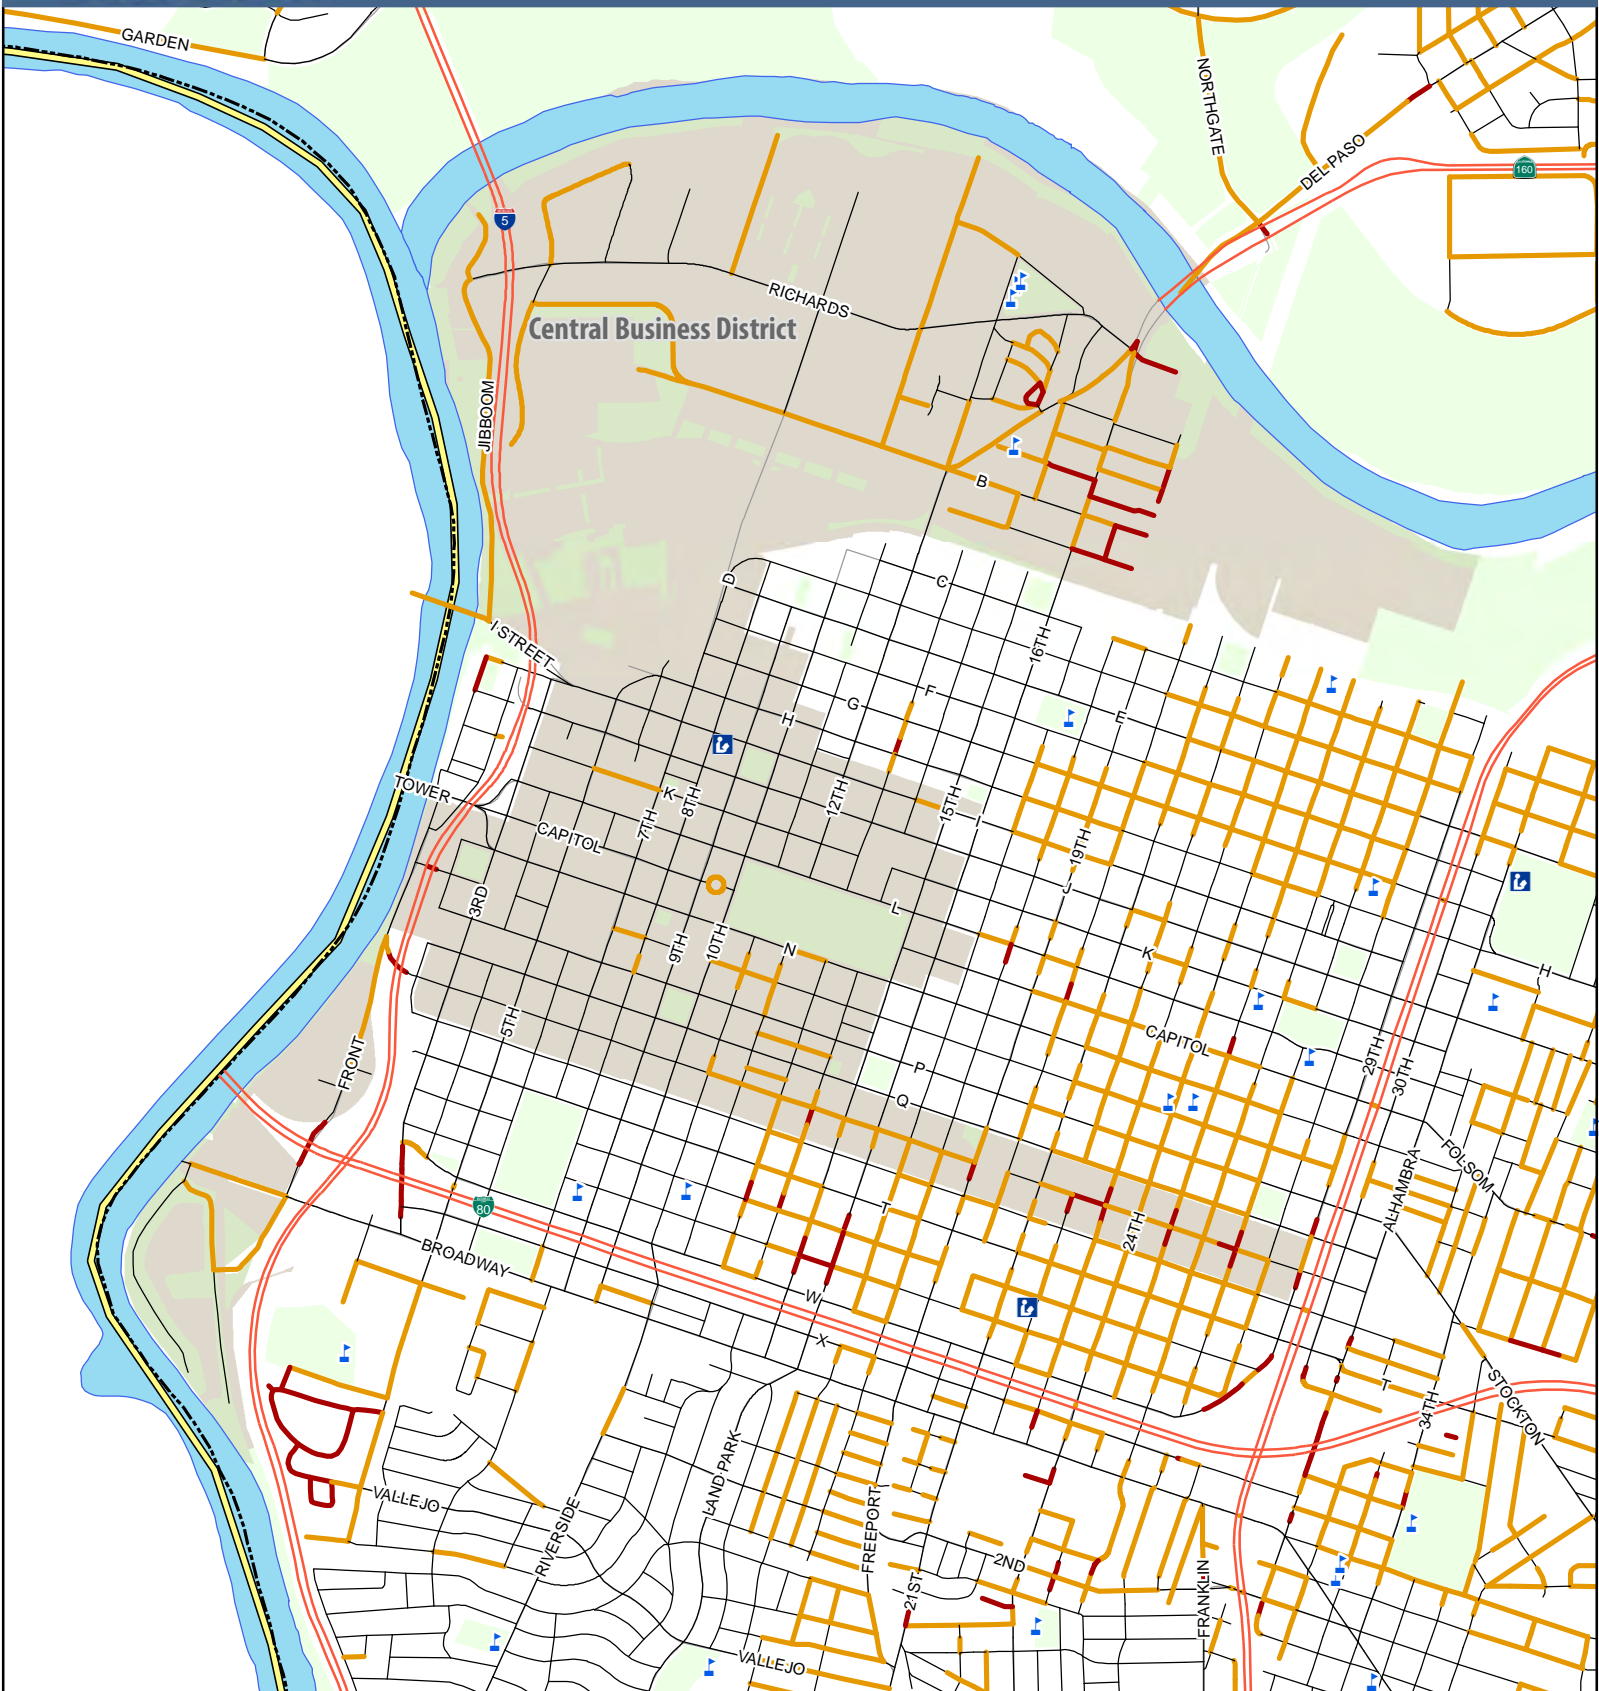 GARDEN
NORTHGATE
DEL PASO
160
5
RICHARDS
Central Business District
JIBBOOM
B
D
C
I STREET
16TH
F
G
E
H
TOWER
K
8TH
12TH
15TH
I
7TH
CAPITOL
19TH
J
3RD
L
9TH
10TH
N
K
H
5TH
CAPITOL
29TH
30TH
FRONT
P
Q
FOLSOM
ALHAMBRA
80
T
24TH
BROADWAY
W
X
T
34TH
STOCKTON
LAND PARK
VALLEJO
RIVERSIDE
FREEPORT
2ND
21ST
FRANKLIN
VALLEJO